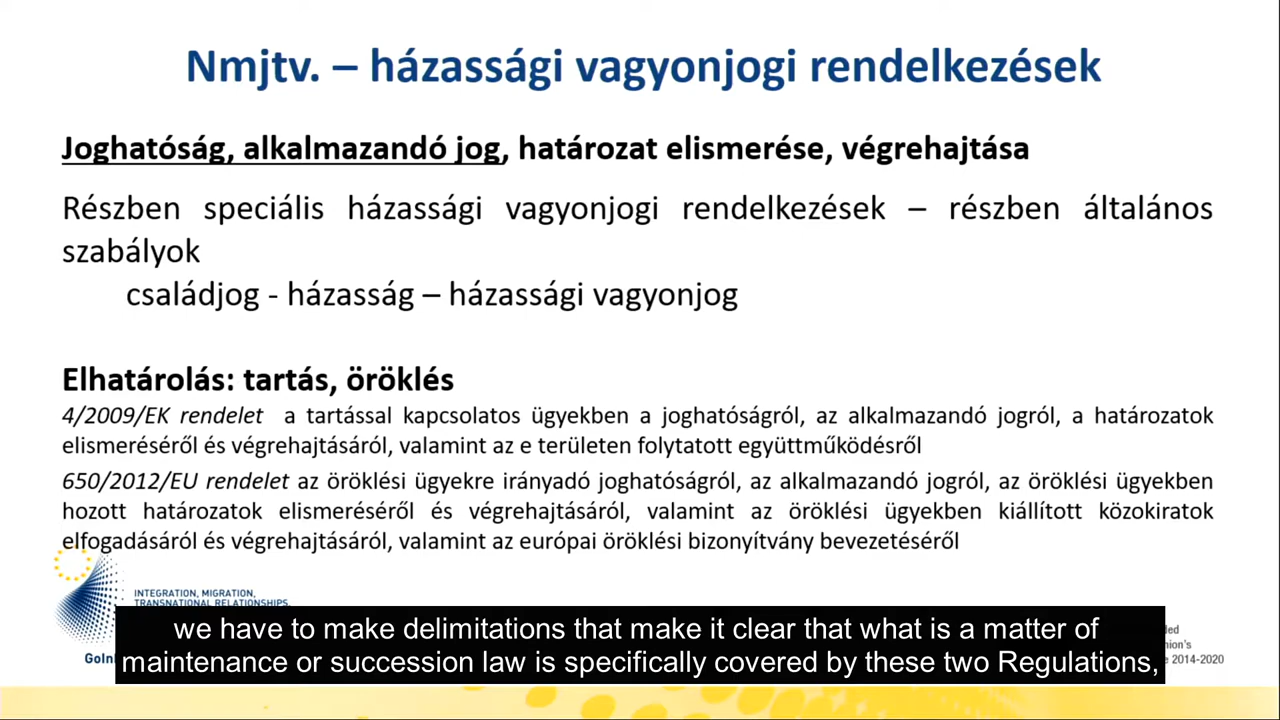 Nmjtv. – házassági vagyonjogi rendelkezések
Joghatóság, alkalmazandó jog, határozat elismerése, végrehajtása
Részben speciális házassági vagyonjogi rendelkezések – részben általános
szabályok
családjog - házasság – házassági vagyonjog
Elhatárolás: tartás, öröklés
4/2009/EK rendelet a tartással kapcsolatos ügyekben a joghatóságról, az alkalmazandó jogról, a határozatok
elismeréséről és végrehajtásáról, valamint az e területen folytatott együttműködésről
650/2012/EU rendelet az öröklési ügyekre irányadó joghatóságról, az alkalmazandó jogról, az öröklési ügyekben
hozott határozatok elismeréséről és végrehajtásáról, valamint az öröklési ügyekben kiállított közokiratok
elfogadásáról és végrehajtásáról, valamint az európai öröklési bizonyítvány bevezetéséről
INTEGRATION, MIGRATION,
TRANSNATIONAL RELATIONSHIPS.
we have to make delimitations that make it clear that what is a matter of
maintenance or succession law is specifically covered by these two Regulations,
2014-2020